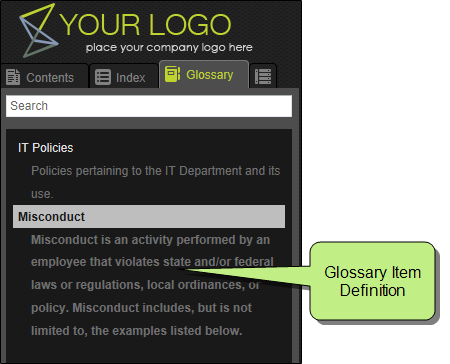 YOUR LOGO
place your company logo here
Contents Index Glossary
Search
IT Policies
Policies pertaining to the IT Department and its
use.
Misconduct
Misconduct is an activity performed by an
employee that violates state and/or federal
laws or regulations, local ordinances, or
policy. Misconduct includes, but is not
limited to, the examples listed below.
Glossary Item
Definition